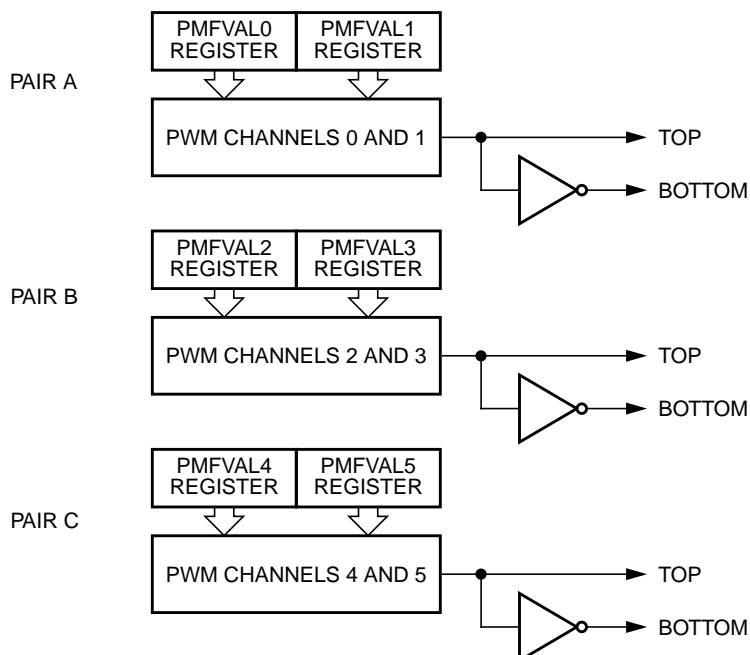 PMFVAL0 PMFVAL1
REGISTER REGISTER
PAIR A
PWM CHANNELS 0 AND 1
TOP
BOTTOM
PMFVAL2 PMFVAL3
REGISTER REGISTER
PAIR B
PWM CHANNELS 2 AND 3
TOP
BOTTOM
PMFVAL4 PMFVAL5
REGISTER REGISTER
PAIR C
PWM CHANNELS 4 AND 5
TOP
BOTTOM